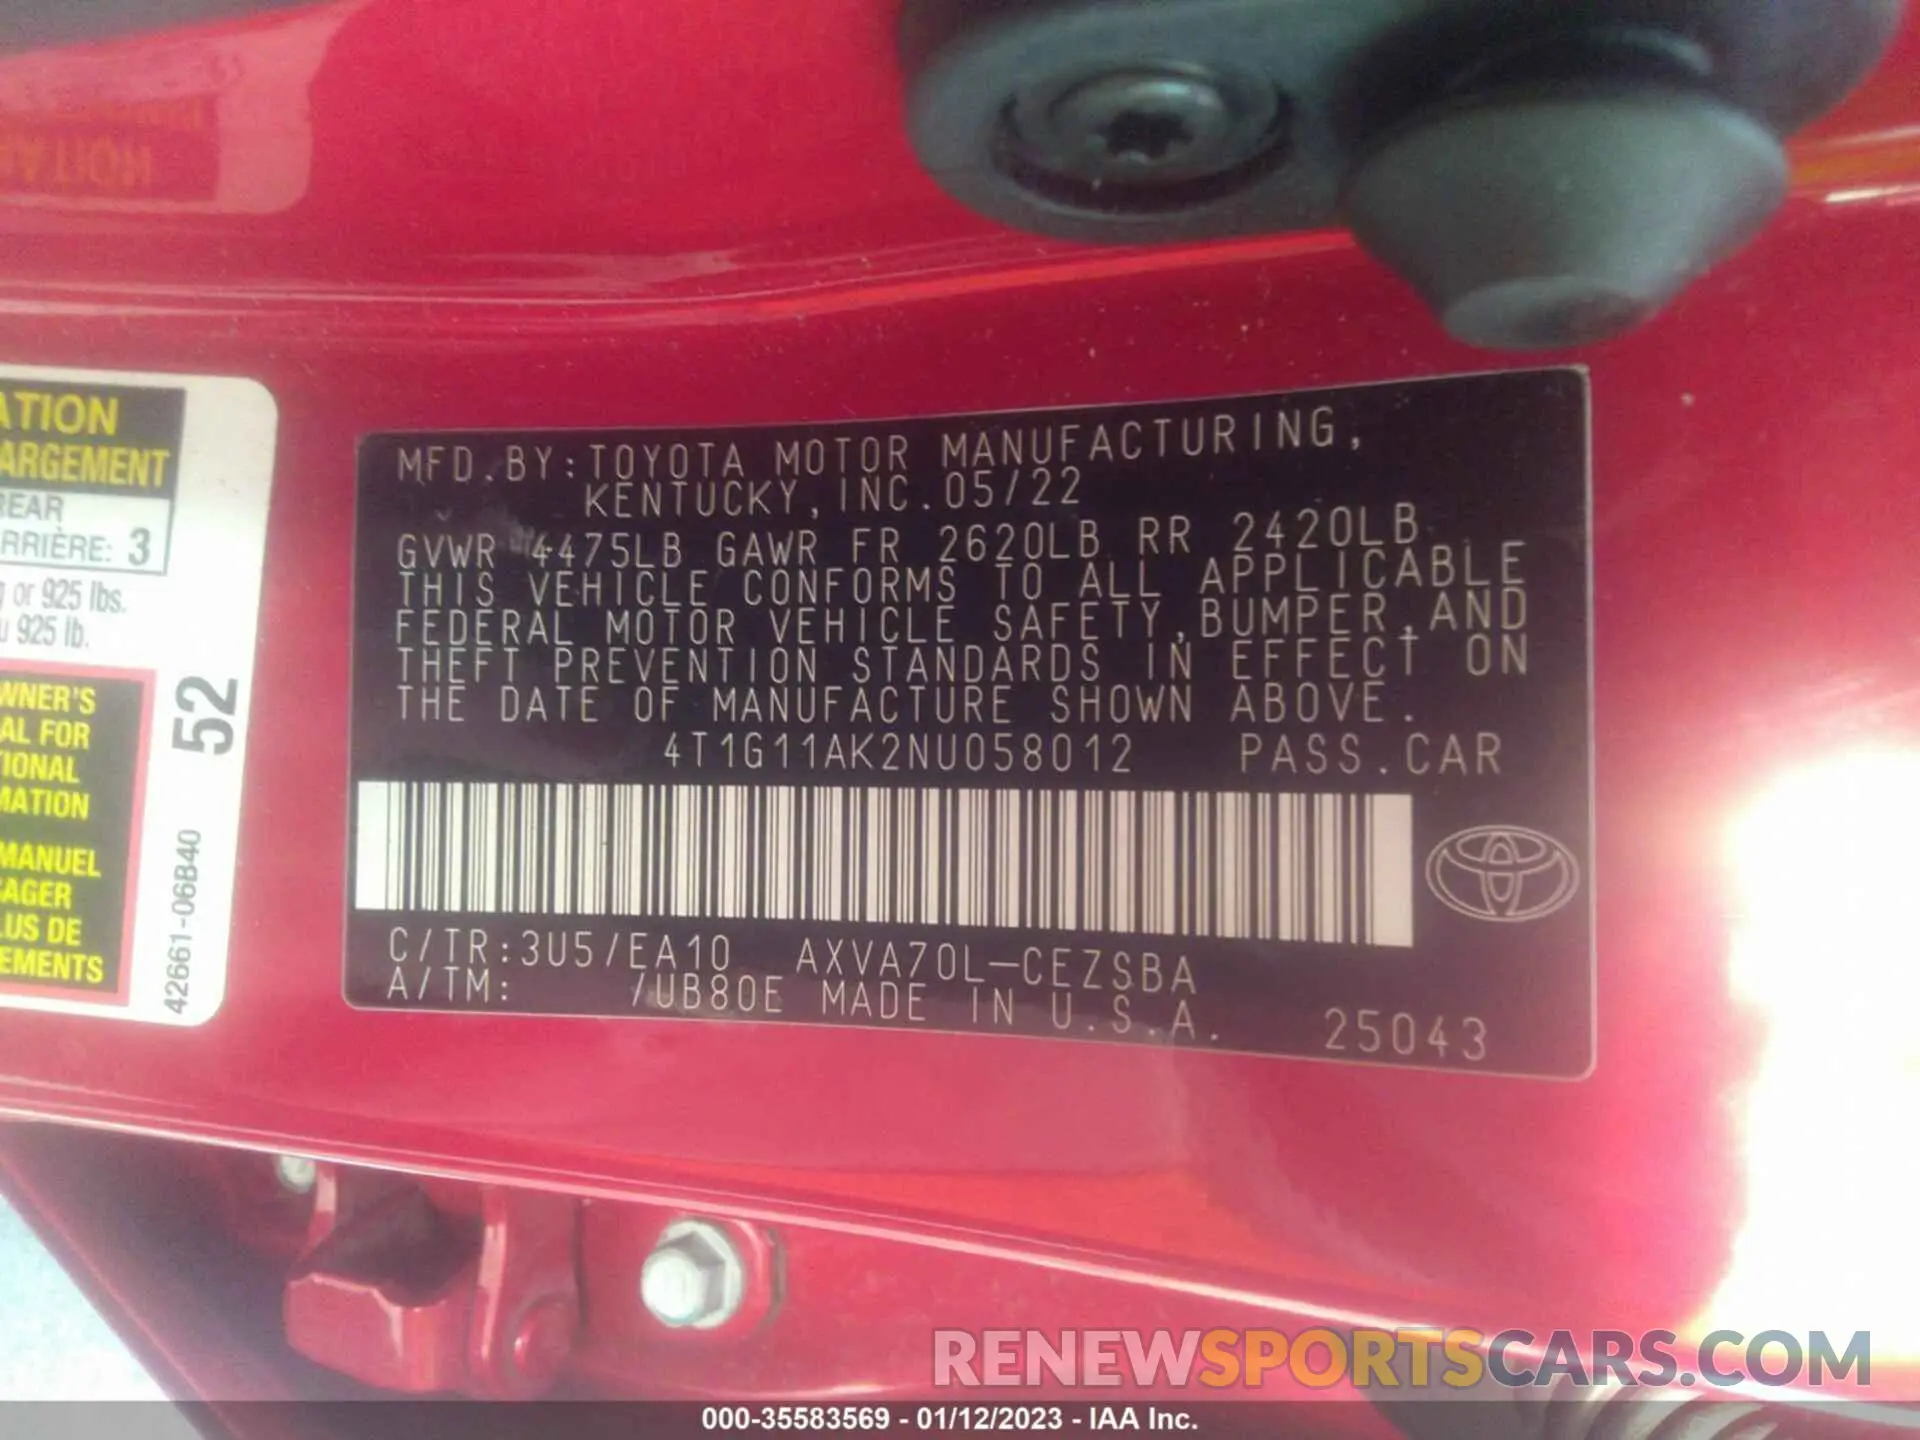 ATION
ARGEMENT
REAR
ARRIÈRE: 3
g or 925 lbs.
u 925 lb.
WNER'S
AL FOR
TIONAL
MATION
MANUEL
SAGER
LUS DE
EMENTS
52
42661-06B40
MFD.BY:TOYOTA MOTOR MANUFACTURING,
KENTUCKY,INC.05/22
GVWR 4475LB GAWR FR 2620LB RR 2420LB
THIS VEHICLE CONFORMS TO ALL APPLICABLE
FEDERAL MOTOR VEHICLE SAFETY,BUMPER,AND
THEFT PREVENTION STANDARDS IN EFFECT ON
THE DATE OF MANUFACTURE SHOWN ABOVE.
4T1G11AK2NU058012 PASS.CAR
C/TR:3U5/EA10 AXVA70L-CEZSBA
A/TM: /UB80E MADE IN U.S.A. 25043
RENEWSPORTSCARS.COM
000-35583569 - 01/12/2023 - IAA Inc.